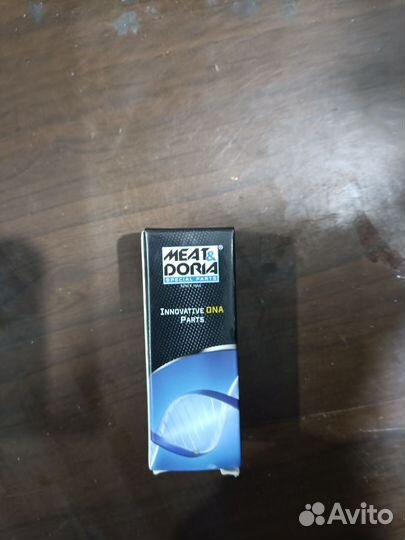 MEAT&
DORIA®
SPECIAL PARTS
INNOVATIVE DNA
PARTS
Avito